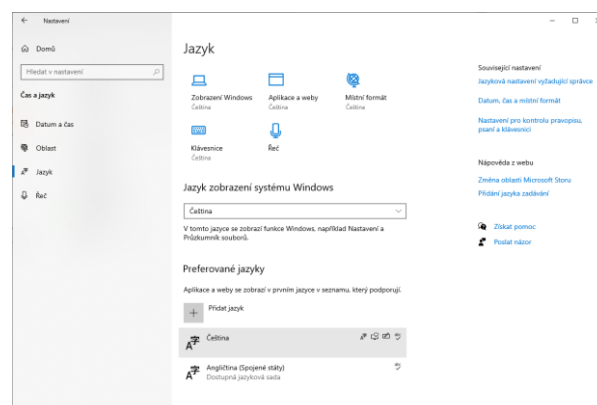 Nastavení
Domů
Hledat v nastavení
Čas a jazyk
Datum a čas
Oblast
Jazyk
Řeč
Jazyk
Zobrazení Windows
Čeština
Aplikace a weby
Čeština
Místní formát
Čeština
Klávesnice
Čeština
Řeč
Jazyk zobrazení systému Windows
Čeština
V tomto jazyce se zobrazí funkce Windows, například Nastavení a
Průzkumník souborů.
Preferované jazyky
Aplikace a weby se zobrazí v prvním jazyce v seznamu, který podporují.
Přidat jazyk
Čeština
Angličtina (Spojené státy)
Dostupná jazyková sada
Související nastavení
Jazyková nastavení vyžadující správce
Datum, čas a místní formát
Nastavení pro kontrolu pravopisu,
psaní a klávesnici
Nápověda z webu
Změna oblasti Microsoft Storu
Přidání jazyka zadávání
Získat pomoc
Poslat názor